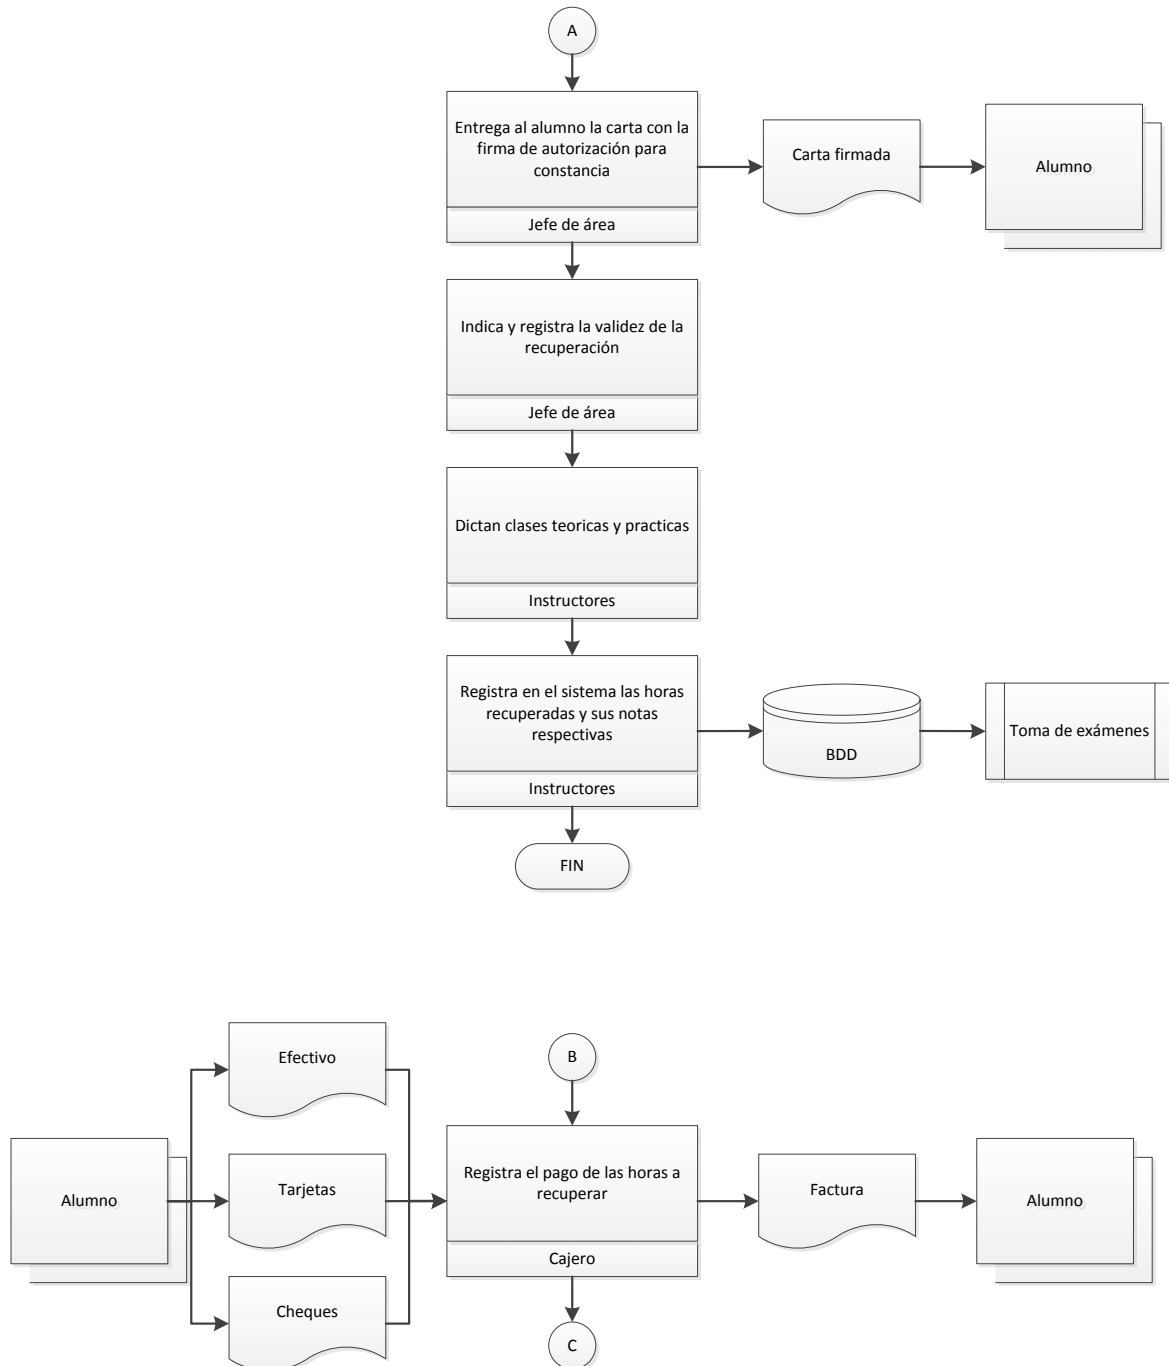 A
Entrega al alumno la carta con la
firma de autorización para
constancia
Jefe de área
Carta firmada
Alumno
Indica y registra la validez de la
recuperación
Jefe de área
Dictan clases teoricas y practicas
Instructores
Registra en el sistema las horas
recuperadas y sus notas
respectivas
Instructores
BDD
Toma de exámenes
FIN
Alumno
Efectivo
Tarjetas
Cheques
B
Registra el pago de las horas a
recuperar
Cajero
Factura
Alumno
C